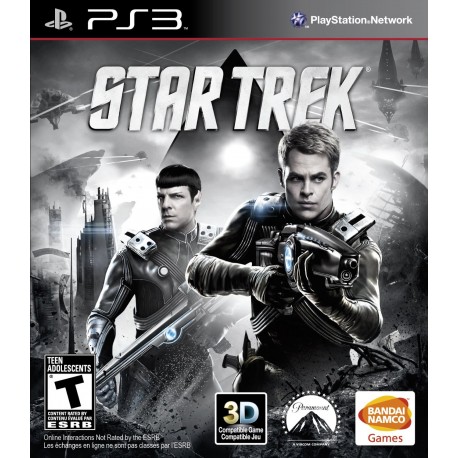 PS3
PlayStation®Network
STAR TREK
TEEN
ADOLESCENTS
T
CONTENT RATED BY
CONTENU ÉVALUÉ PAR
ESRB
Online Interactions Not Rated by the ESRB
Les échanges en ligne ne sont pas classés par l'ESRB
3D
Compatible Game
Compatible Jeu
Paramount
A VIACOM COMPANY
BANDAI
NAMCO
Games